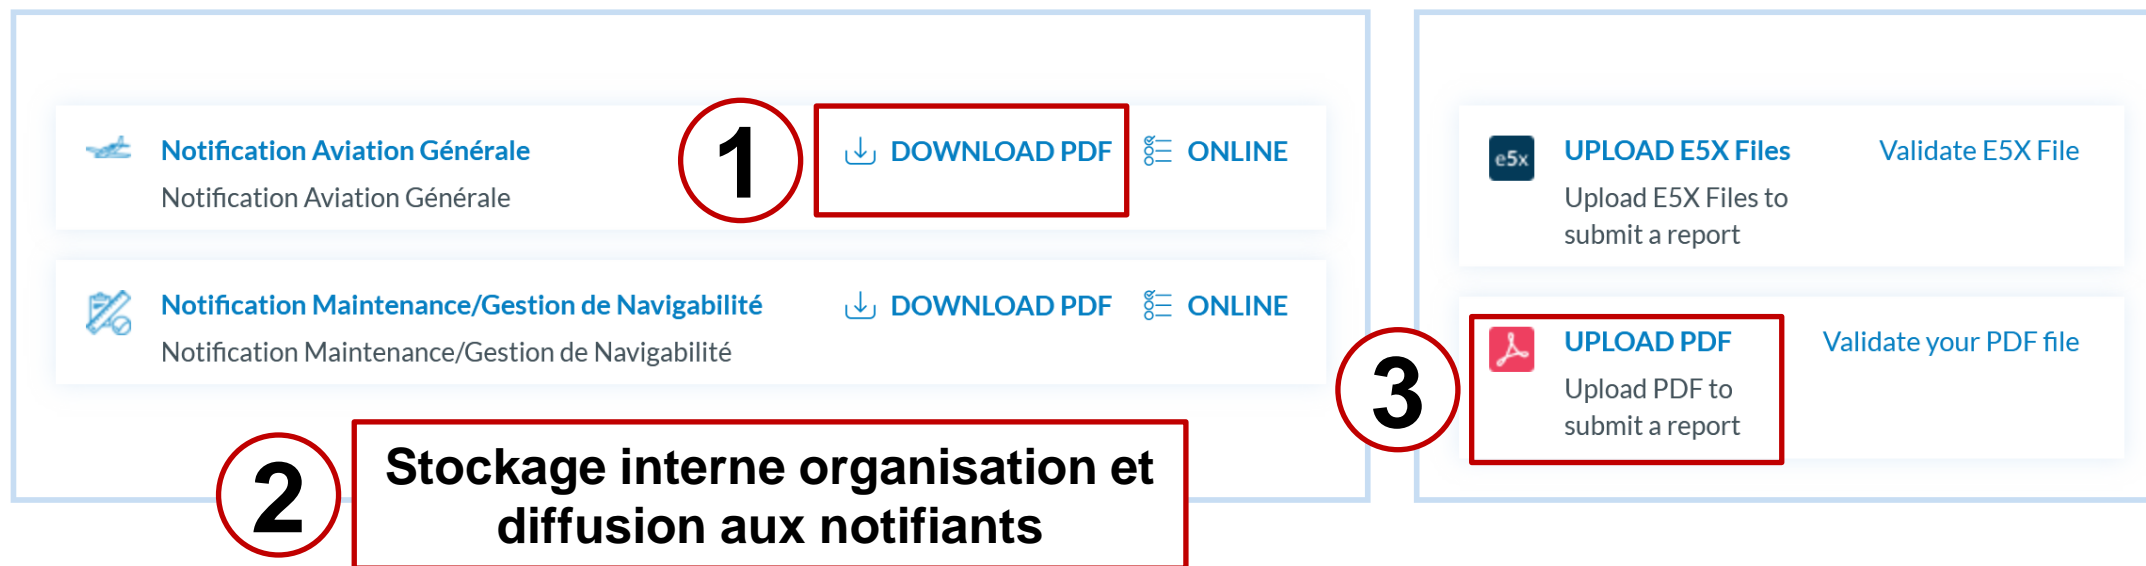 1
Notification Aviation Générale
DOWNLOAD PDF
ONLINE
Notification Aviation Générale
Notification Maintenance/Gestion de Navigabilité
DOWNLOAD PDF
ONLINE
Notification Maintenance/Gestion de Navigabilité
2
Stockage interne organisation et
diffusion aux notifiants
e5x
UPLOAD E5X Files
Validate E5X File
Upload E5X Files to
submit a report
3
UPLOAD PDF
Validate your PDF file
Upload PDF to
submit a report